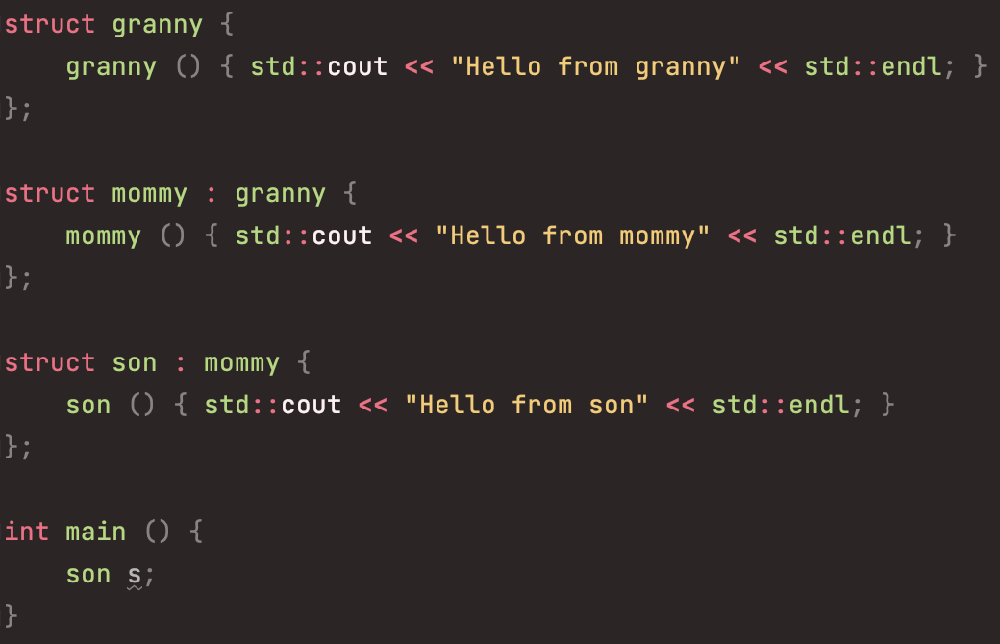 struct granny {
    granny () { std::cout << "Hello from granny" << std::endl; }
};

struct mommy : granny {
    mommy () { std::cout << "Hello from mommy" << std::endl; }
};

struct son : mommy {
    son () { std::cout << "Hello from son" << std::endl; }
};

int main () {
    son s;
}